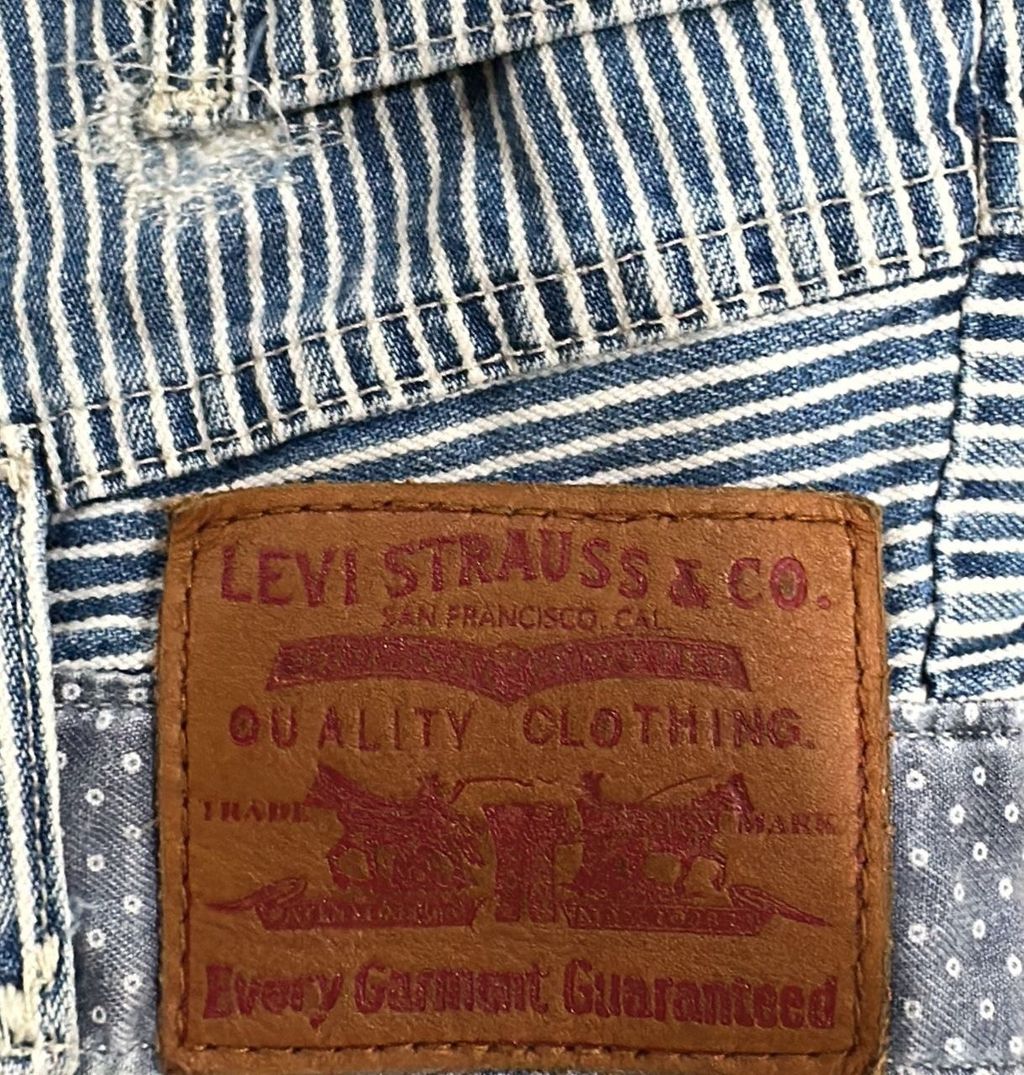 LEVI STRAUSS & CO.
SAN FRANCISCO, CAL.
QUALITY CLOTHING.
TRADE MARK
Every Garment Guaranteed